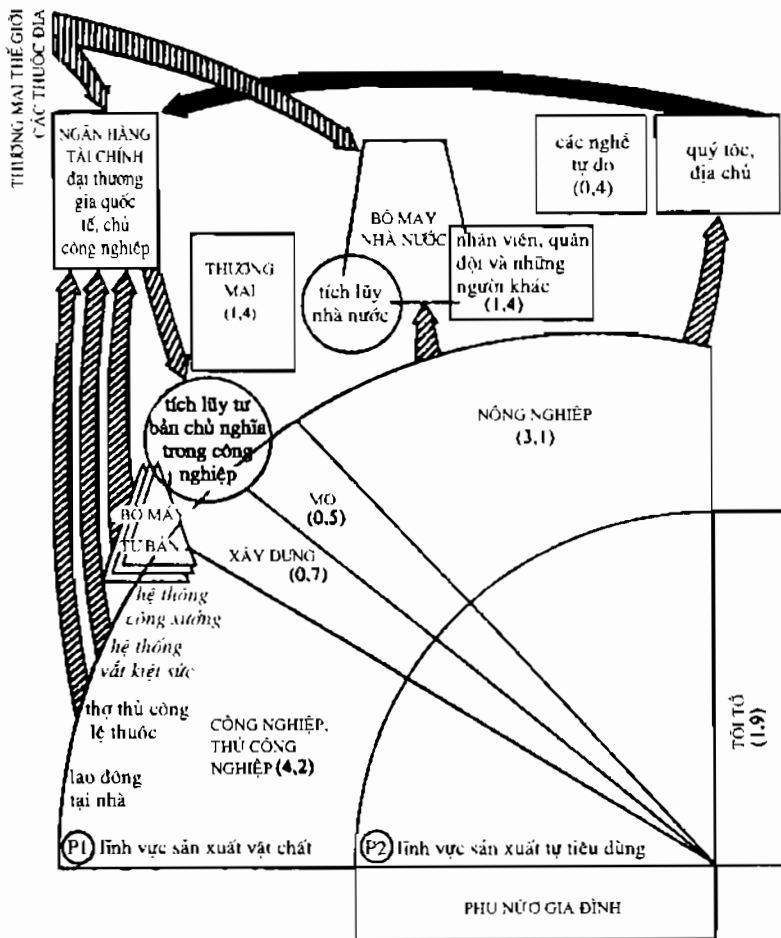 THƯƠNG MẠI THẾ GIỚI
CÁC THUỘC ĐỊA
NGÂN HÀNG
TÀI CHÍNH
đại thương
gia quốc
tế, chủ
công nghiệp
THƯƠNG
MẠI
(1,4)
BỘ MÁY
NHÀ NƯỚC
tích lũy
nhà nước
nhân viên, quân
đội và những
người khác
(1,4)
các nghề
tự do
(0,4)
quý tộc,
địa chủ
tích lũy tư
bản chủ nghĩa
trong công
nghiệp
BỘ MÁY
TƯ BẢN
NÔNG NGHIỆP
(3,1)
MỎ
(0,5)
XÂY DỰNG
(0,7)
hệ thống
công xưởng
hệ thống
vắt kiệt sức
thợ thủ công
lệ thuộc
lao động
tại nhà
CÔNG NGHIỆP,
THỦ CÔNG
NGHIỆP (4,2)
TÔI TỚ
(1,9)
P1 lĩnh vực sản xuất vật chất
P2 lĩnh vực sản xuất tự tiêu dùng
PHỤ NỮ Ở GIA ĐÌNH